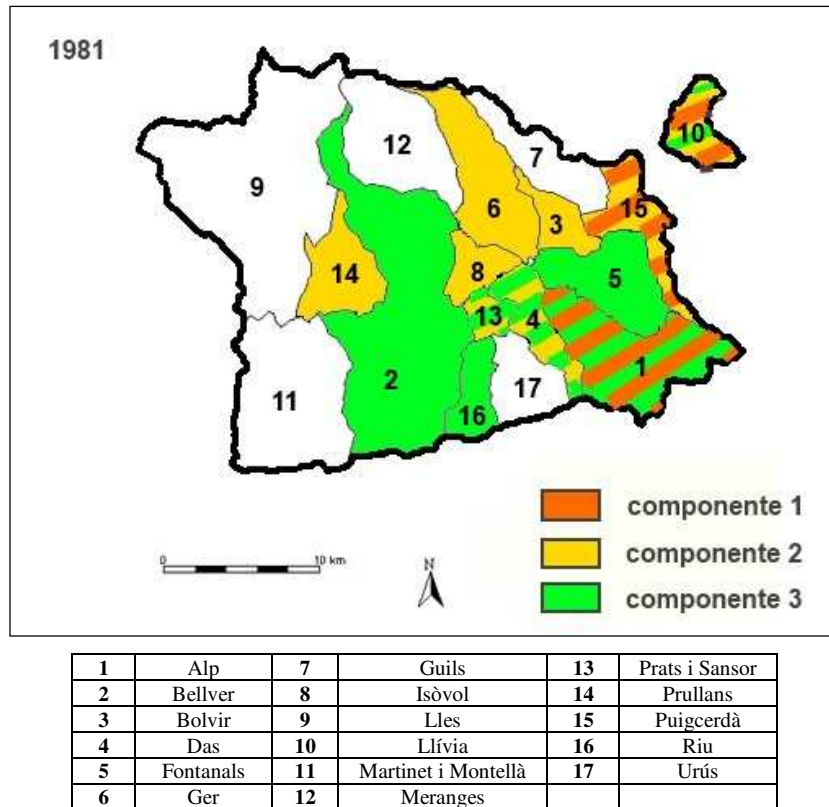 1981
10
12
7
9
6
15
3
14
8
5
13
4
2
1
11
17
16
componente 1
componente 2
componente 3
0 10 km
N
1 Alp 7 Guils 13 Prats i Sansor
2 Bellver 8 Isòvol 14 Prullans
3 Bolvir 9 Lles 15 Puigcerdà
4 Das 10 Llívia 16 Riu
5 Fontanals 11 Martinet i Montellà 17 Urús
6 Ger 12 Meranges